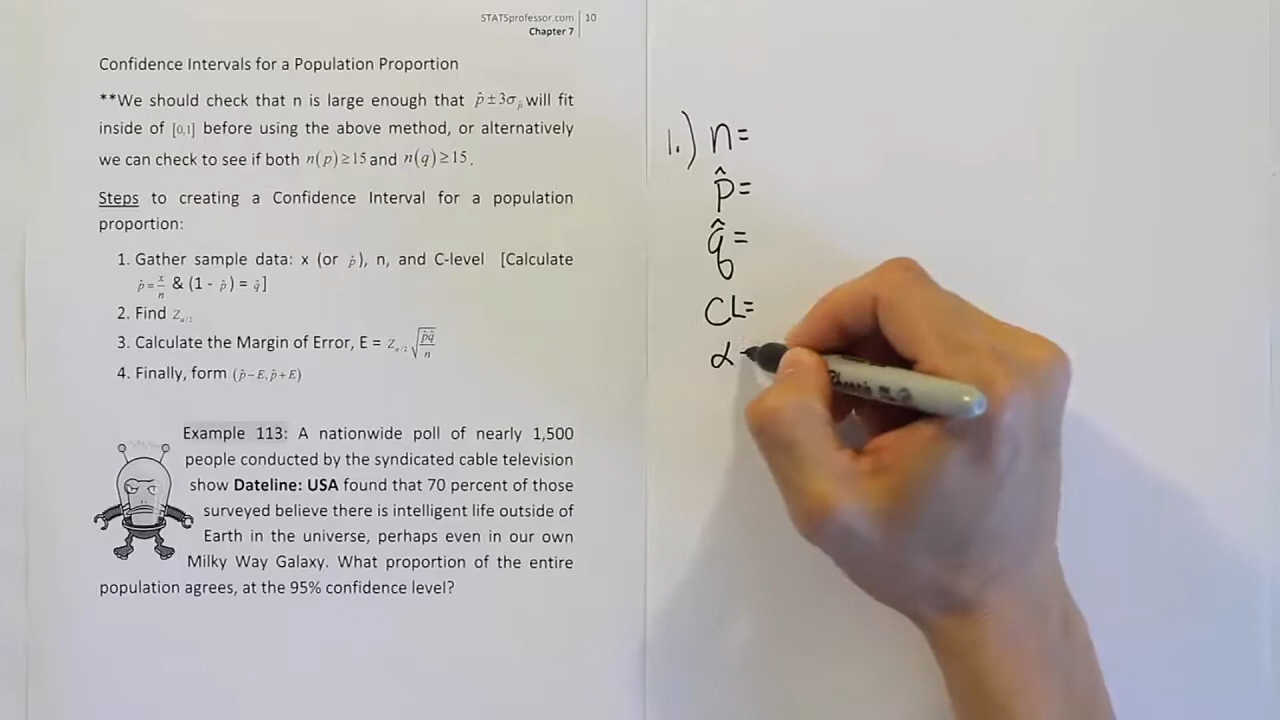 STATSprofessor.com | 10
Chapter 7
Confidence Intervals for a Population Proportion
**We should check that n is large enough that p̂ ± 3σp̂ will fit
inside of [0,1] before using the above method, or alternatively
we can check to see if both n(p) ≥ 15 and n(q) ≥ 15.
Steps to creating a Confidence Interval for a population
proportion:
1. Gather sample data: x (or p̂), n, and C-level [Calculate
p̂ = x/n & (1 - p̂) = q̂]
2. Find Zα/2
3. Calculate the Margin of Error, E = Zα/2 √(p̂q̂/n)
4. Finally, form (p̂ − E, p̂ + E)
Example 113: A nationwide poll of nearly 1,500
people conducted by the syndicated cable television
show Dateline: USA found that 70 percent of those
surveyed believe there is intelligent life outside of
Earth in the universe, perhaps even in our own
Milky Way Galaxy. What proportion of the entire
population agrees, at the 95% confidence level?
1.) n=
p̂=
q̂=
CL=
α -